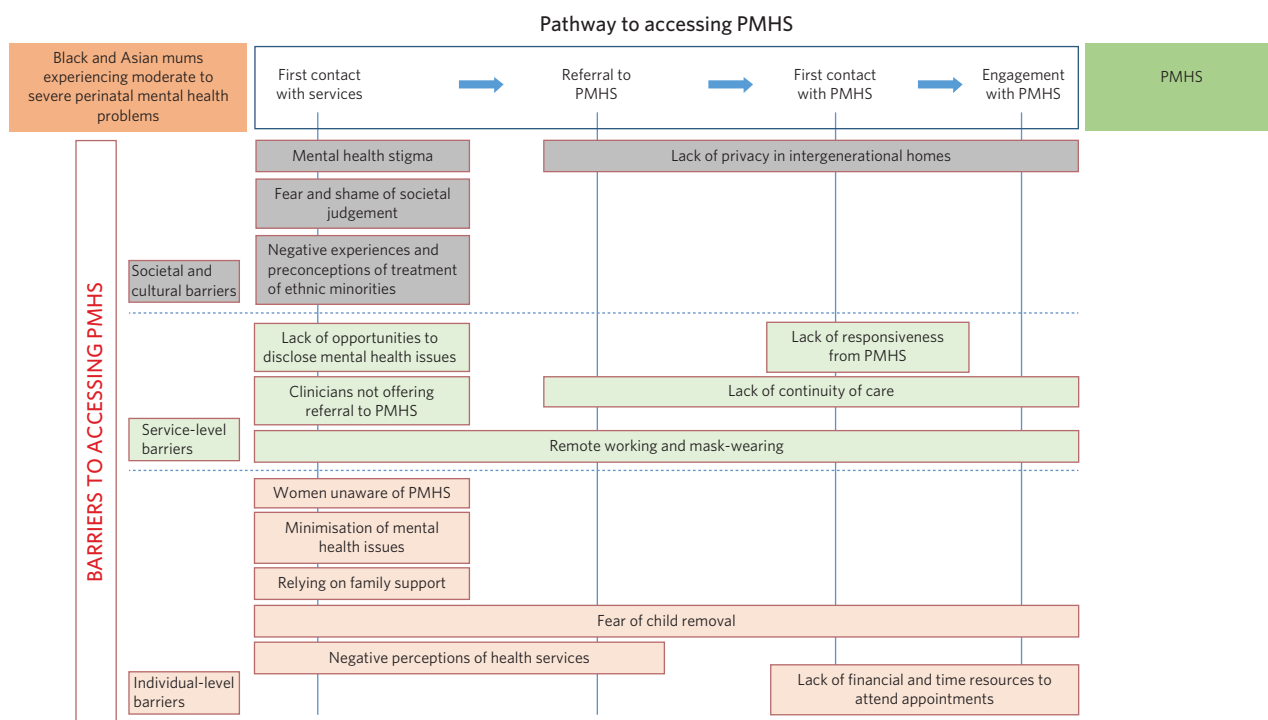 Pathway to accessing PMHS
Black and Asian mums
experiencing moderate to
severe perinatal mental health
problems
First contact
with services
Referral to
PMHS
First contact
with PMHS
Engagement
with PMHS
PMHS
BARRIERS TO ACCESSING PMHS
Societal and
cultural barriers
Mental health stigma
Lack of privacy in intergenerational homes
Fear and shame of societal
judgement
Negative experiences and
preconceptions of treatment
of ethnic minorities
Service-level
barriers
Lack of opportunities to
disclose mental health issues
Lack of responsiveness
from PMHS
Clinicians not offering
referral to PMHS
Lack of continuity of care
Remote working and mask-wearing
Individual-level
barriers
Women unaware of PMHS
Minimisation of mental
health issues
Relying on family support
Fear of child removal
Negative perceptions of health services
Lack of financial and time resources to
attend appointments